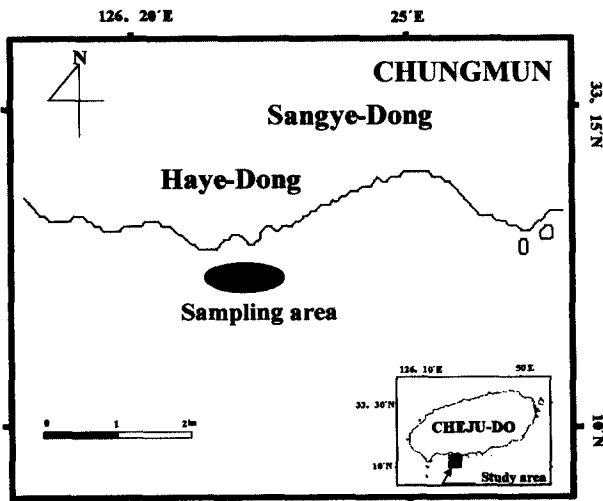 126. 20´E
25´E
N
CHUNGMUN
33. 15´N
Sangye-Dong
Haye-Dong
Sampling area
0 1 2㎞
10´N
126. 10´E
50´E
33. 30´N
CHEJU-DO
10´N
Study area